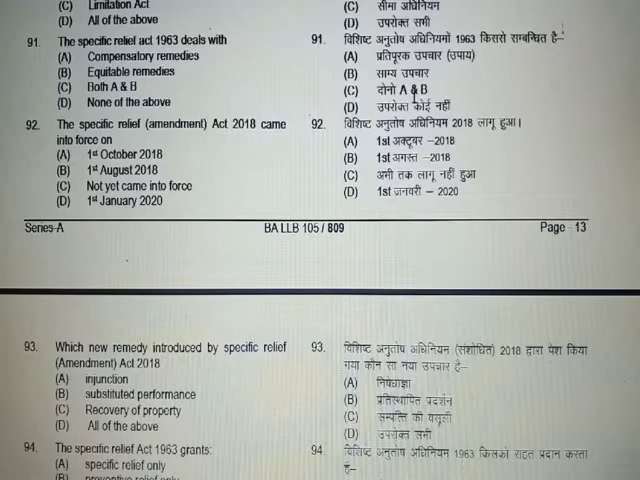 (C) Limitation Act
(D) All of the above
91. The specific relief act 1963 deals with
(A) Compensatory remedies
(B) Equitable remedies
(C) Both A & B
(D) None of the above
92. The specific relief (amendment) Act 2018 came
into force on
(A) 1st October 2018
(B) 1st August 2018
(C) Not yet came into force
(D) 1st January 2020
(C) सीमा अधिनियम
(D) उपरोक्त सभी
91. विशिष्ट अनुतोष अधिनियमों 1963 किससे सम्बन्धित है–
(A) प्रतिपूरक उपचार (उपाय)
(B) साम्य उपचार
(C) दोनो A & B
(D) उपरोक्त कोई नहीं
92. विशिष्ट अनुतोष अधिनियम 2018 लागू हुआ।
(A) 1st अक्टूबर –2018
(B) 1st अगस्त –2018
(C) अभी तक लागू नहीं हुआ
(D) 1st जनवरी – 2020
Series-A BA LLB 105 / 809 Page - 13
93. Which new remedy introduced by specific relief
(Amendment) Act 2018
(A) injunction
(B) substituted performance
(C) Recovery of property
(D) All of the above
94. The specific relief Act 1963 grants:
(A) specific relief only
(B) preventive relief only
93. विशिष्ट अनुतोष अधिनियन (संशोधित) 2018 द्वारा पेश किया
गया कौन सा नया उपचार है–
(A) निषेधाज्ञा
(B) प्रतिस्थापित प्रदर्शन
(C) सम्पत्ति की वसूली
(D) उपरोक्त सभी
94 विशिष्ट अनुतोष अधिनियम 1963 किसको राहत प्रदान करता
है–